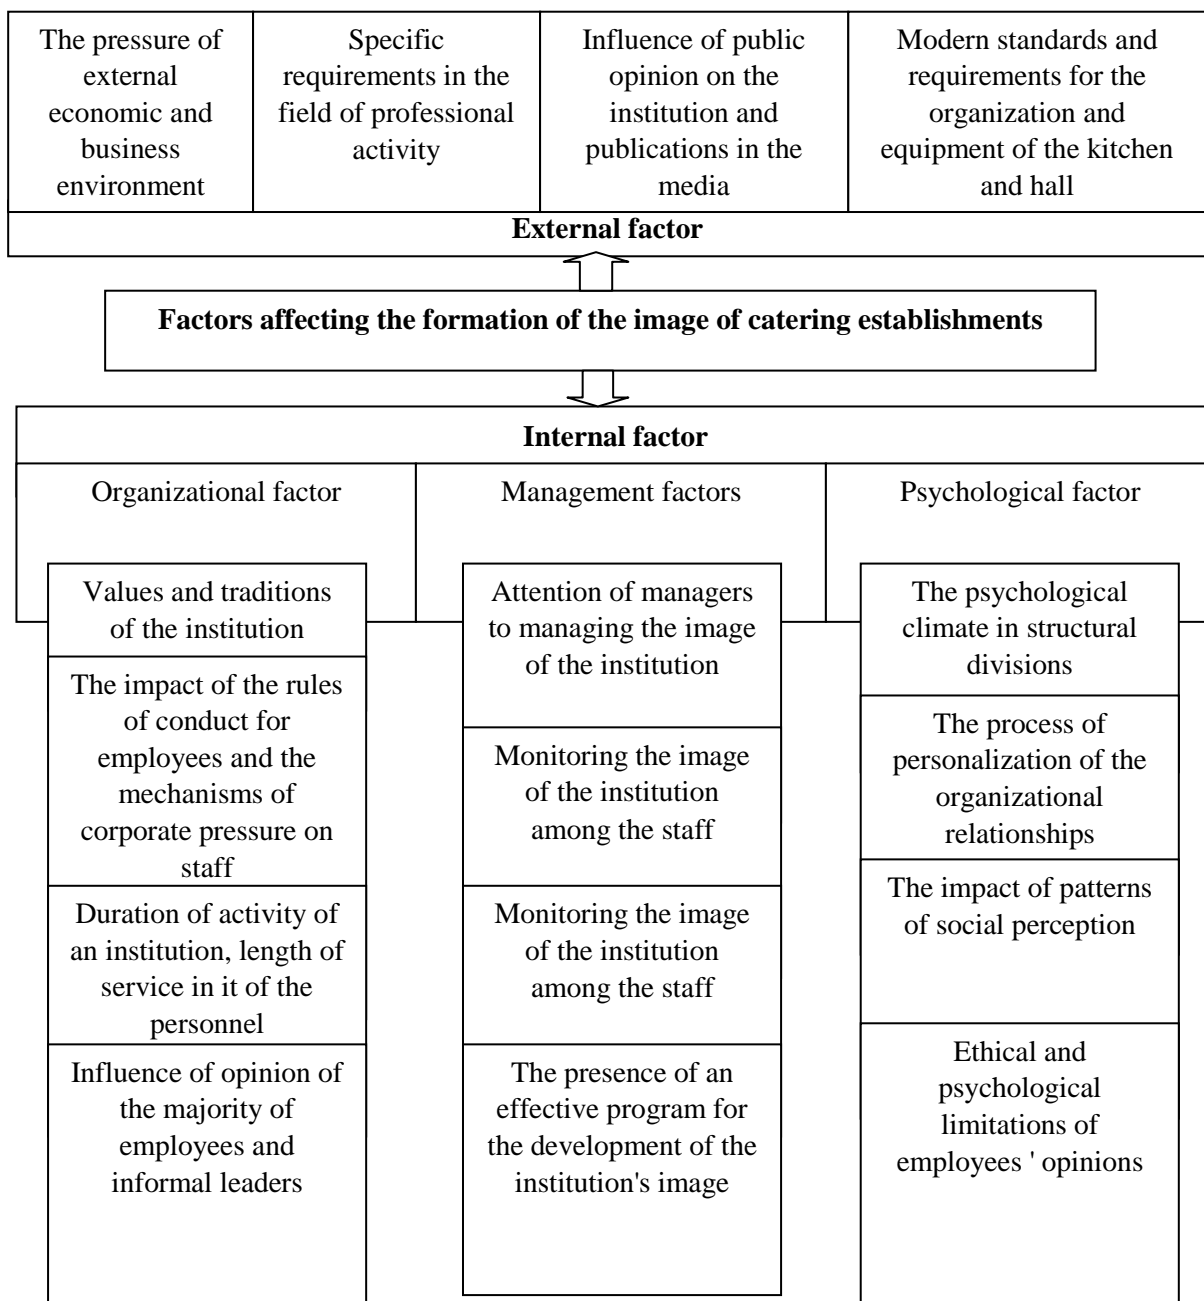 The pressure of
external
economic and
business
environment
Specific
requirements in the
field of professional
activity
Influence of public
opinion on the
institution and
publications in the
media
Modern standards and
requirements for the
organization and
equipment of the kitchen
and hall
External factor
Factors affecting the formation of the image of catering establishments
Internal factor
Organizational factor
Values and traditions
of the institution
The impact of the rules
of conduct for
employees and the
mechanisms of
corporate pressure on
staff
Duration of activity of
an institution, length of
service in it of the
personnel
Influence of opinion of
the majority of
employees and
informal leaders
Management factors
Attention of managers
to managing the image
of the institution
Monitoring the image
of the institution
among the staff
Monitoring the image
of the institution
among the staff
The presence of an
effective program for
the development of the
institution's image
Psychological factor
The psychological
climate in structural
divisions
The process of
personalization of the
organizational
relationships
The impact of patterns
of social perception
Ethical and
psychological
limitations of
employees ' opinions